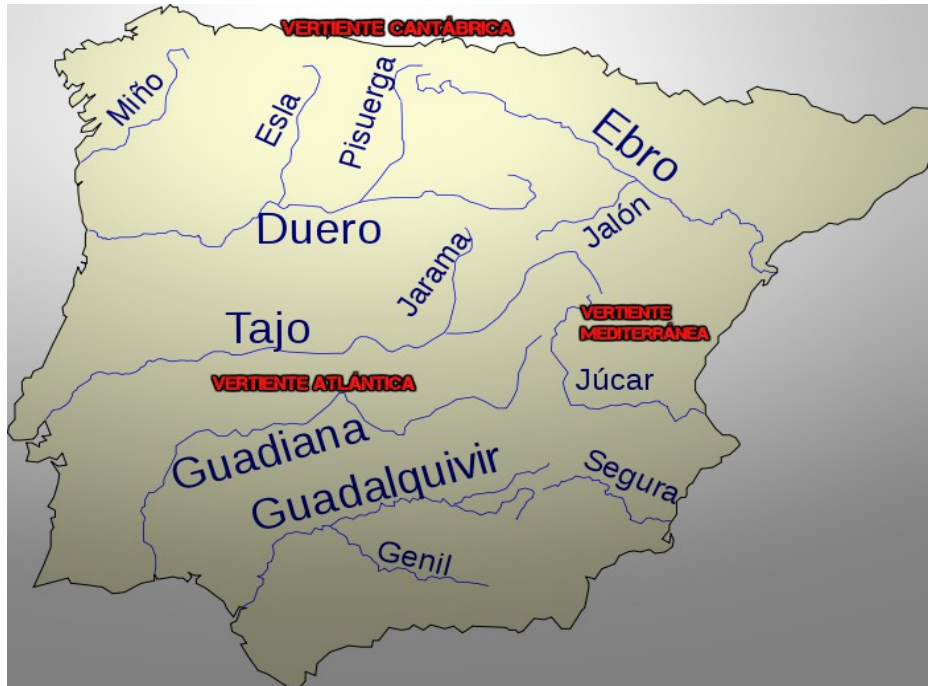 VERTIENTE CANTÁBRICA
Miño
Esla
Pisuerga
Ebro
Duero
Jalón
Jarama
Tajo
VERTIENTE
MEDITERRÁNEA
VERTIENTE ATLÁNTICA
Júcar
Guadiana
Guadalquivir
Segura
Genil